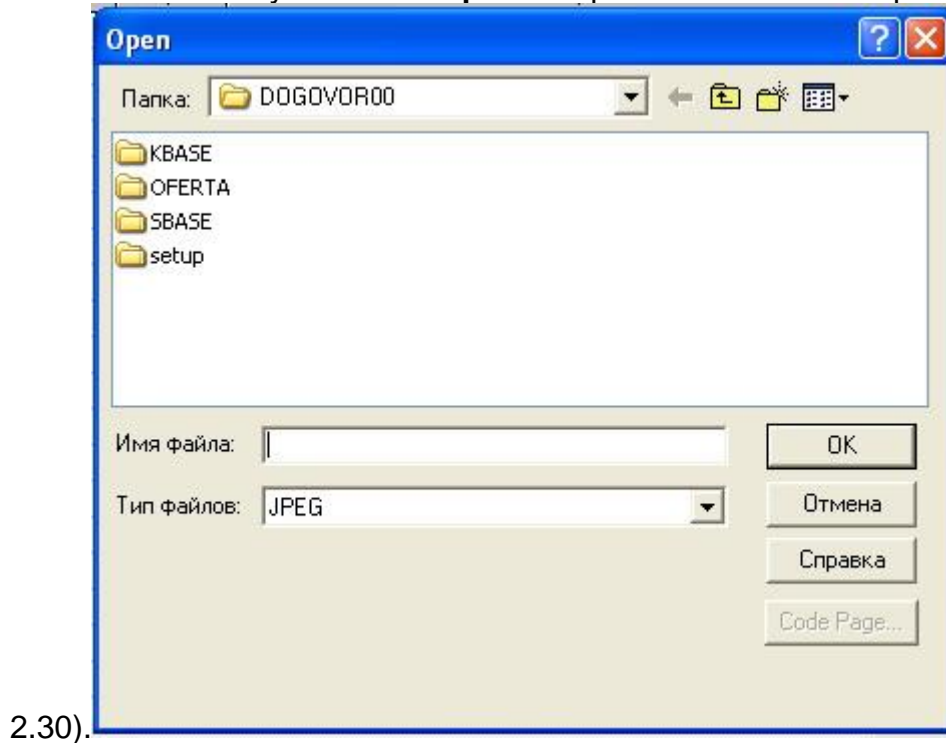 Open
Папка: DOGOVOR00
KBASE
OFERTA
SBASE
setup
Имя файла:
OK
Тип файлов: JPEG
Отмена
Справка
Code Page...
2.30).